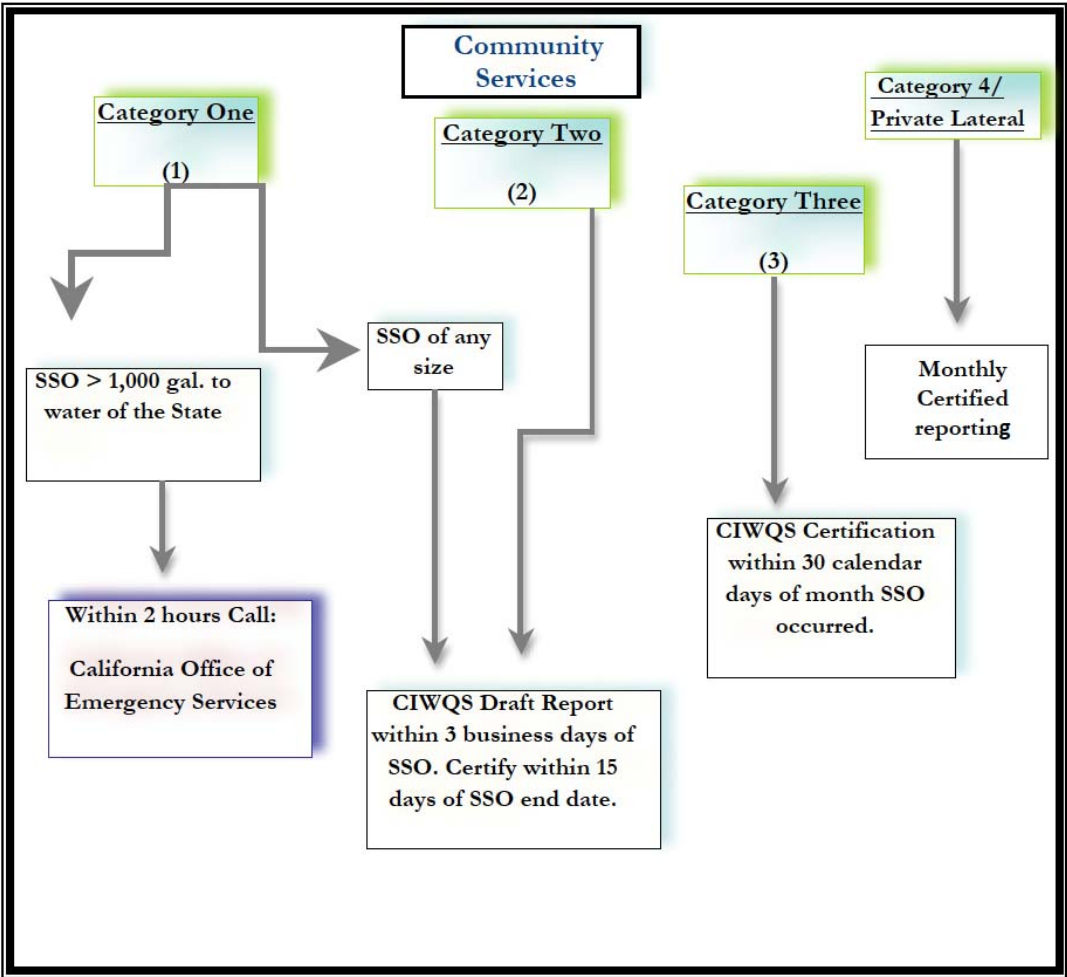 Community
Services
Category One
(1)
Category Two
(2)
Category Three
(3)
Category 4/
Private Lateral
SSO > 1,000 gal. to
water of the State
SSO of any
size
Monthly
Certified
reporting
Within 2 hours Call:
California Office of
Emergency Services
CIWQS Draft Report
within 3 business days of
SSO. Certify within 15
days of SSO end date.
CIWQS Certification
within 30 calendar
days of month SSO
occurred.